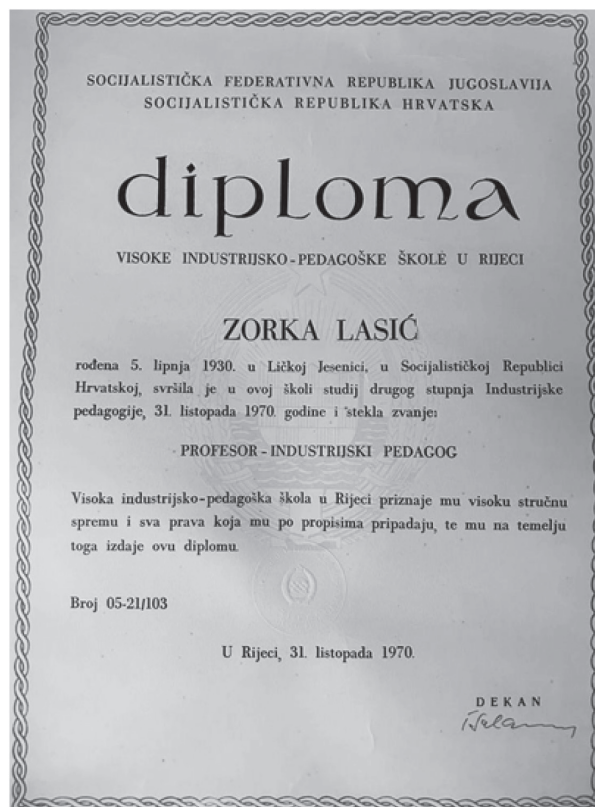 SOCIJALISTIČKA FEDERATIVNA REPUBLIKA JUGOSLAVIJA
SOCIJALISTIČKA REPUBLIKA HRVATSKA
diploma
VISOKE INDUSTRIJSKO-PEDAGOŠKE ŠKOLE U RIJECI
ZORKA LASIĆ
rođena 5. lipnja 1930. u Ličkoj Jesenici, u Socijalističkoj Republici
Hrvatskoj, svršila je u ovoj školi studij drugog stupnja Industrijske
pedagogije, 31. listopada 1970. godine i stekla zvanje:
PROFESOR-INDUSTRIJSKI PEDAGOG
Visoka industrijsko-pedagoška škola u Rijeci priznaje mu visoku stručnu
spremu i sva prava koja mu po propisima pripadaju, te mu na temelju
toga izdaje ovu diplomu.
Broj 05-21/103
U Rijeci, 31. listopada 1970.
DEKAN